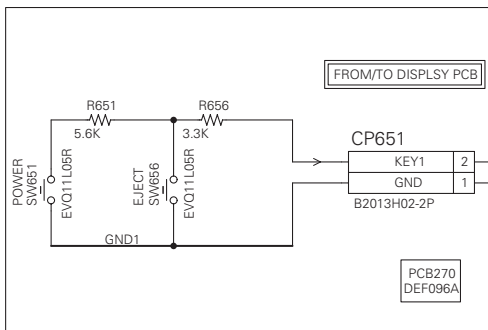 FROM/TO DISPLSY PCB
R651
R656
5.6K
3.3K
CP651
KEY1 2
GND 1
B2013H02-2P
POWER
SW651
EVQ11L05R
EJECT
SW656
EVQ11L05R
GND1
PCB270
DEF096A